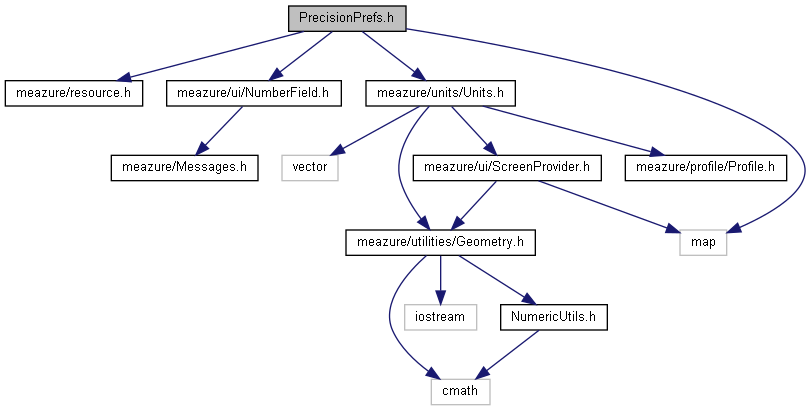 PrecisionPrefs.h
meazure/resource.h
meazure/ui/NumberField.h
meazure/units/Units.h
meazure/Messages.h
vector
meazure/ui/ScreenProvider.h
meazure/profile/Profile.h
meazure/utilities/Geometry.h
map
iostream
NumericUtils.h
cmath